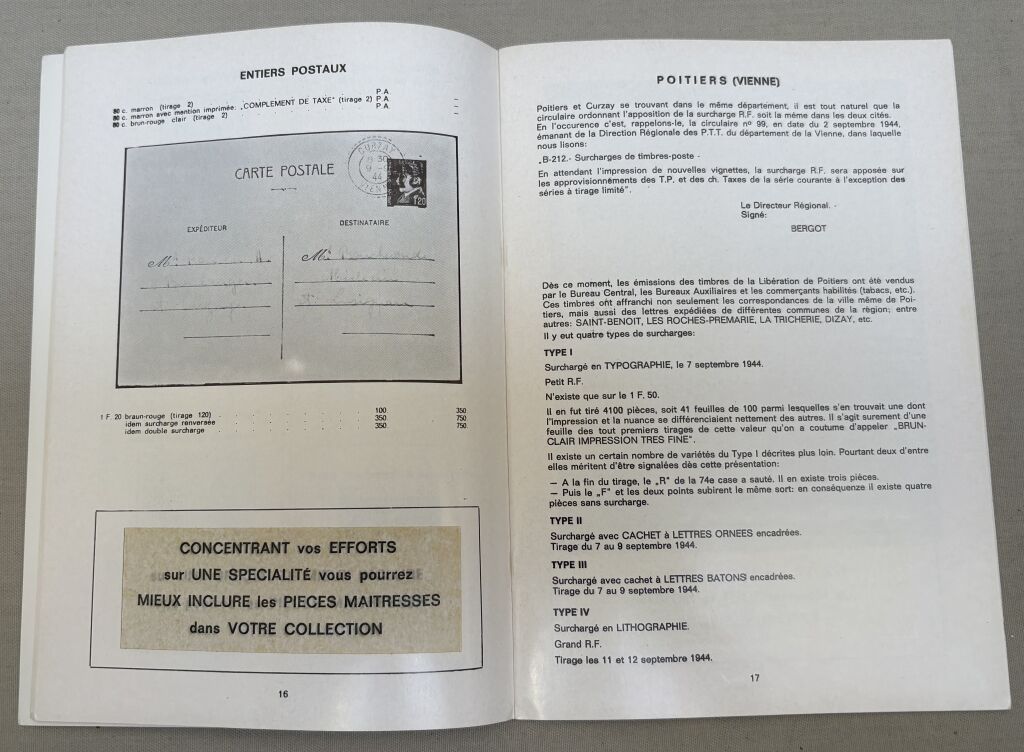 ENTIERS POSTAUX
P.A.
80 c. marron (tirage 2) P.A.
80 c. marron avec mention imprimée: „COMPLEMENT DE TAXE" (tirage 2) P.A. –
80 c. brun-rouge clair (tirage 2) –
CARTE POSTALE
CURZAY
9
44
VIENNE
1f20
EXPÉDITEUR
DESTINATAIRE
M
M
1 F. 20 braun-rouge (tirage 120) . 100 350
idem surcharge renversée 350 750
idem double surcharge . 350 750
CONCENTRANT vos EFFORTS
sur UNE SPECIALITÉ vous pourrez
MIEUX INCLURE les PIECES MAITRESSES
dans VOTRE COLLECTION
16
POITIERS (VIENNE)
Poitiers et Curzay se trouvant dans le même département, il est tout naturel que la
circulaire ordonnant l'apposition de la surcharge R.F. soit la même dans les deux cités.
En l'occurence c'est, rappelons-le, la circulaire nº 99, en date du 2 septembre 1944,
émanant de la Direction Régionale des P.T.T. du département de la Vienne, dans laquelle
nous lisons:
„B-212.- Surcharges de timbres-poste -
En attendant l'impression de nouvelles vignettes, la surcharge R.F. sera apposée sur
les approvisionnements des T.P. et des ch. Taxes de la série courante à l'exception des
séries à tirage limité".
Le Directeur Régional. -
Signé:
BERGOT
Dès ce moment, les émissions des timbres de la Libération de Poitiers ont été vendus
par le Bureau Central, les Bureaux Auxiliaires et les commerçants habilités (tabacs, etc.).
Ces timbres ont affranchi non seulement les correspondances de la ville même de Poi-
tiers, mais aussi des lettres expédiées de différentes communes de la région; entre
autres: SAINT-BENOIT, LES ROCHES-PREMARIE, LA TRICHERIE, DIZAY, etc.
Il y eut quatre types de surcharges:
TYPE I
Surchargé en TYPOGRAPHIE, le 7 septembre 1944.
Petit R.F.
N'existe que sur le 1 F. 50.
Il en fut tiré 4100 pièces, soit 41 feuilles de 100 parmi lesquelles s'en trouvait une dont
l'impression et la nuance se différenciaient nettement des autres. Il s'agit surement d'une
feuille des tout premiers tirages de cette valeur qu'on a coutume d'appeler „BRUN-
CLAIR IMPRESSION TRES FINE".
Il existe un certain nombre de variétés du Type I décrites plus loin. Pourtant deux d'entre
elles méritent d'être signalées dès cette présentation:
— A la fin du tirage, le „R" de la 74e case a sauté. Il en existe trois pièces.
— Puis le „F" et les deux points subirent le même sort: en conséquenze il existe quatre
pièces sans surcharge.
TYPE II
Surchargé avec CACHET à LETTRES ORNEES encadrées.
Tirage du 7 au 9 septembre 1944.
TYPE III
Surchargé avec cachet à LETTRES BATONS encadrées.
Tirage du 7 au 9 septembre 1944.
TYPE IV
Surchargé en LITHOGRAPHIE.
Grand R.F.
Tirage les 11 et 12 septembre 1944.
17